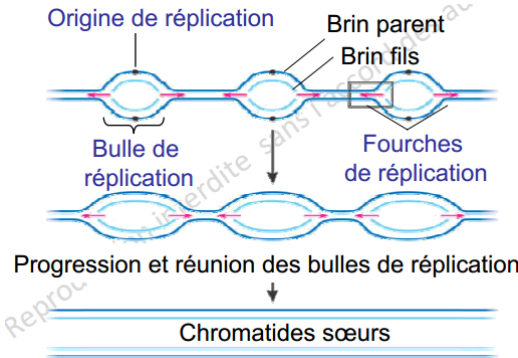 Origine de réplication
Brin parent
Brin fils
Bulle de
réplication
Fourches
de réplication
Progression et réunion des bulles de réplication
Chromatides sœurs